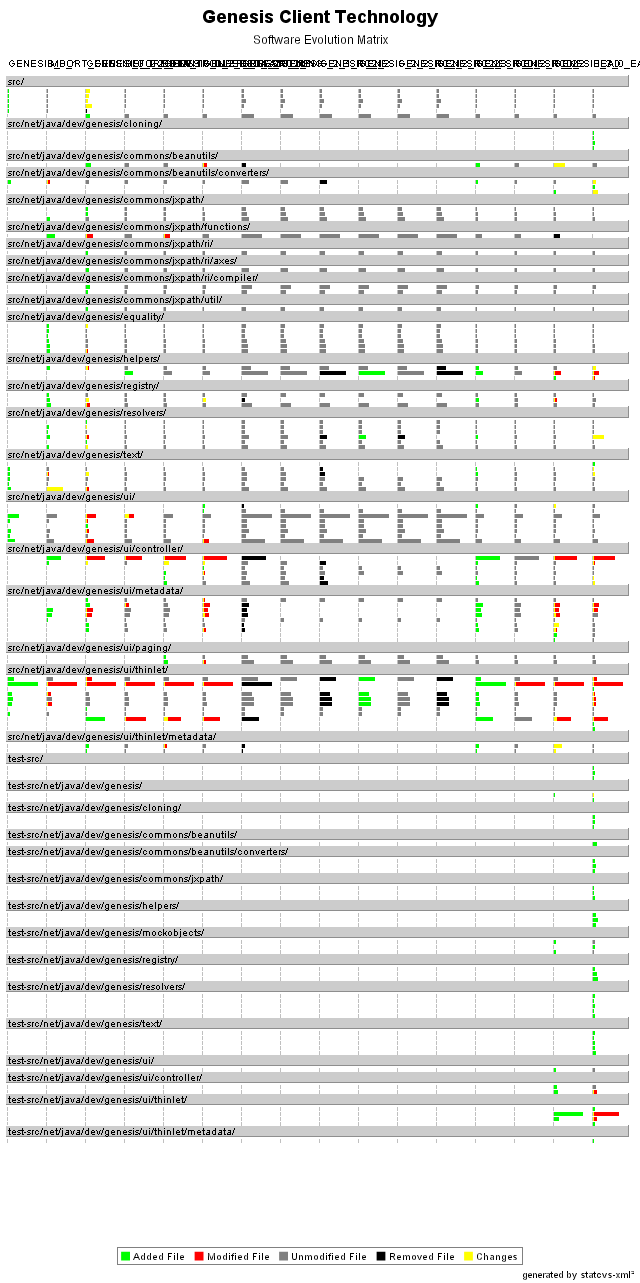 Genesis Client Technology
Software Evolution Matrix
src/
src/net/java/dev/genesis/cloning/
src/net/java/dev/genesis/commons/beanutils/
src/net/java/dev/genesis/commons/beanutils/converters/
src/net/java/dev/genesis/commons/jxpath/
src/net/java/dev/genesis/commons/jxpath/functions/
src/net/java/dev/genesis/commons/jxpath/ri/
src/net/java/dev/genesis/commons/jxpath/ri/axes/
src/net/java/dev/genesis/commons/jxpath/ri/compiler/
src/net/java/dev/genesis/commons/jxpath/util/
src/net/java/dev/genesis/equality/
src/net/java/dev/genesis/helpers/
src/net/java/dev/genesis/registry/
src/net/java/dev/genesis/resolvers/
src/net/java/dev/genesis/text/
src/net/java/dev/genesis/ui/
src/net/java/dev/genesis/ui/controller/
src/net/java/dev/genesis/ui/metadata/
src/net/java/dev/genesis/ui/paging/
src/net/java/dev/genesis/ui/thinlet/
src/net/java/dev/genesis/ui/thinlet/metadata/
test-src/
test-src/net/java/dev/genesis/
test-src/net/java/dev/genesis/cloning/
test-src/net/java/dev/genesis/commons/beanutils/
test-src/net/java/dev/genesis/commons/beanutils/converters/
test-src/net/java/dev/genesis/commons/jxpath/
test-src/net/java/dev/genesis/helpers/
test-src/net/java/dev/genesis/mockobjects/
test-src/net/java/dev/genesis/registry/
test-src/net/java/dev/genesis/resolvers/
test-src/net/java/dev/genesis/text/
test-src/net/java/dev/genesis/ui/
test-src/net/java/dev/genesis/ui/controller/
test-src/net/java/dev/genesis/ui/thinlet/
test-src/net/java/dev/genesis/ui/thinlet/metadata/
Added File Modified File Unmodified File Removed File Changes
generated by statcvs-xml²